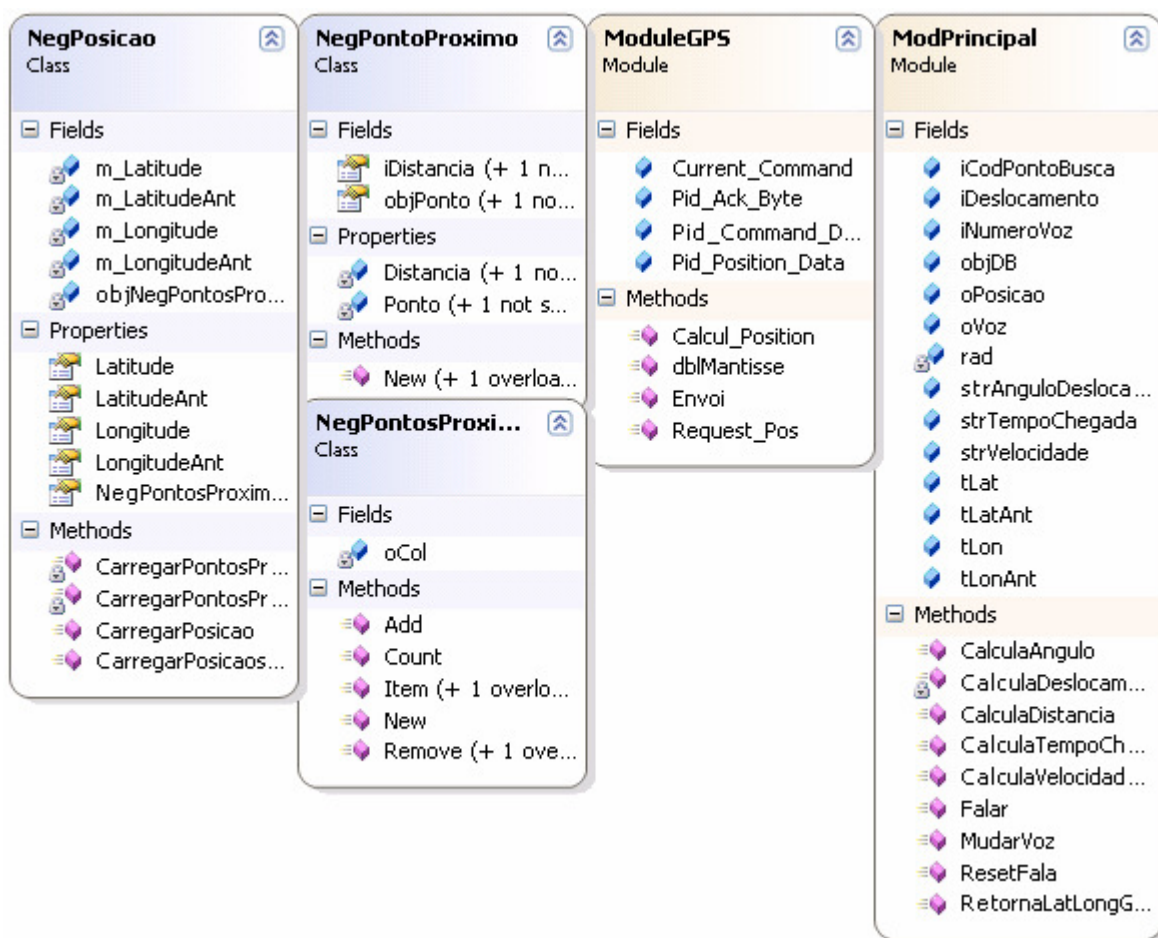 NegPosicao
Class
Fields
m_Latitude
m_LatitudeAnt
m_Longitude
m_LongitudeAnt
objNegPontosPro...
Properties
Latitude
LatitudeAnt
Longitude
LongitudeAnt
NegPontosProxim...
Methods
CarregarPontosPr...
CarregarPontosPr...
CarregarPosicao
CarregarPosicaos...
NegPontoProximo
Class
Fields
iDistancia (+ 1 n...
objPonto (+ 1 no...
Properties
Distancia (+ 1 no...
Ponto (+ 1 not s...
Methods
New (+ 1 overloa...
NegPontosProxi...
Class
Fields
oCol
Methods
Add
Count
Item (+ 1 overlo...
New
Remove (+ 1 ove...
ModuleGPS
Module
Fields
Current_Command
Pid_Ack_Byte
Pid_Command_D...
Pid_Position_Data
Methods
Calcul_Position
dblMantisse
Envoi
Request_Pos
ModPrincipal
Module
Fields
iCodPontoBusca
iDeslocamento
iNumeroVoz
objDB
oPosicao
oVoz
rad
strAnguloDesloca...
strTempoChegada
strVelocidade
tLat
tLatAnt
tLon
tLonAnt
Methods
CalculaAngulo
CalculaDeslocam...
CalculaDistancia
CalculaTempoCh...
CalculaVelocidad...
Falar
MudarVoz
ResetFala
RetornaLatLongG...